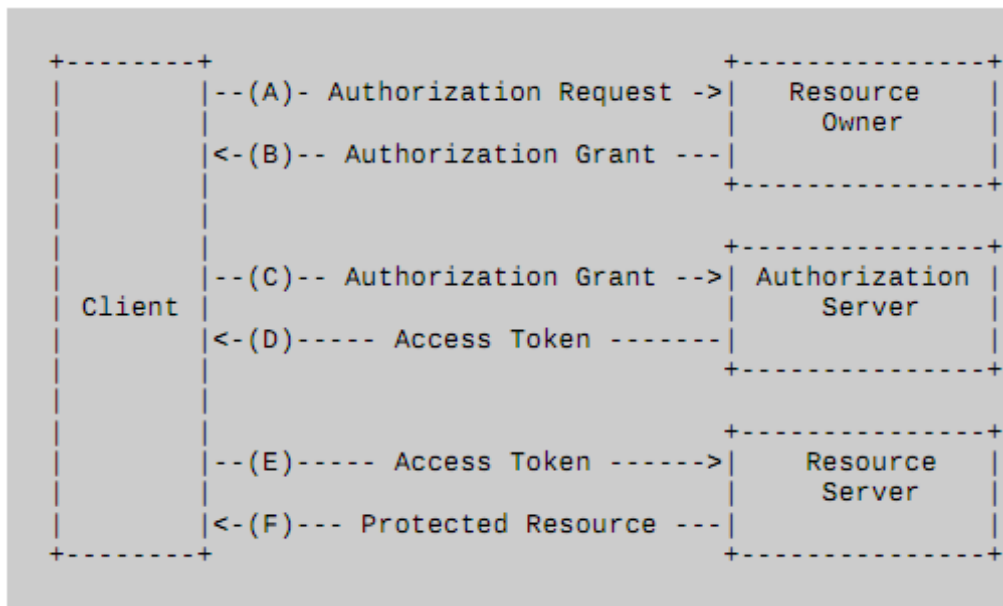 +--------+                               +---------------+
|        |--(A)- Authorization Request ->|   Resource    |
|        |                               |     Owner     |
|        |<-(B)-- Authorization Grant ---|               |
|        |                               +---------------+
|        |
|        |                               +---------------+
|        |--(C)-- Authorization Grant -->| Authorization |
| Client |                               |     Server    |
|        |<-(D)----- Access Token -------|               |
|        |                               +---------------+
|        |
|        |                               +---------------+
|        |--(E)----- Access Token ------>|    Resource   |
|        |                               |     Server    |
|        |<-(F)--- Protected Resource ---|               |
+--------+                               +---------------+